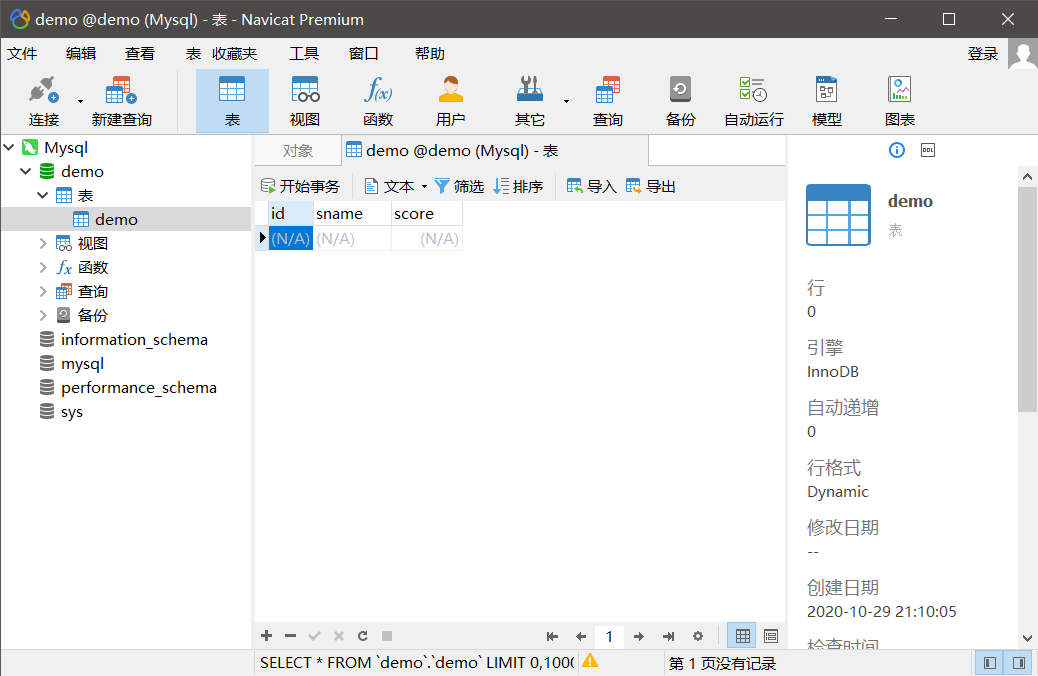 demo @demo (Mysql) - 表 - Navicat Premium
文件 编辑 查看 表 收藏夹 工具 窗口 帮助 登录
连接 新建查询 表 视图 函数 用户 其它 查询 备份 自动运行 模型 图表
Mysql
demo
表
demo
视图
函数
查询
备份
information_schema
mysql
performance_schema
sys
对象 demo @demo (Mysql) - 表
开始事务 文本 筛选 排序 导入 导出
id sname score
(N/A) (N/A) (N/A)
1
SELECT * FROM `demo`.`demo` LIMIT 0,1000
第 1 页没有记录
DDL
demo
表
行
0
引擎
InnoDB
自动递增
0
行格式
Dynamic
修改日期
--
创建日期
2020-10-29 21:10:05
检查时间